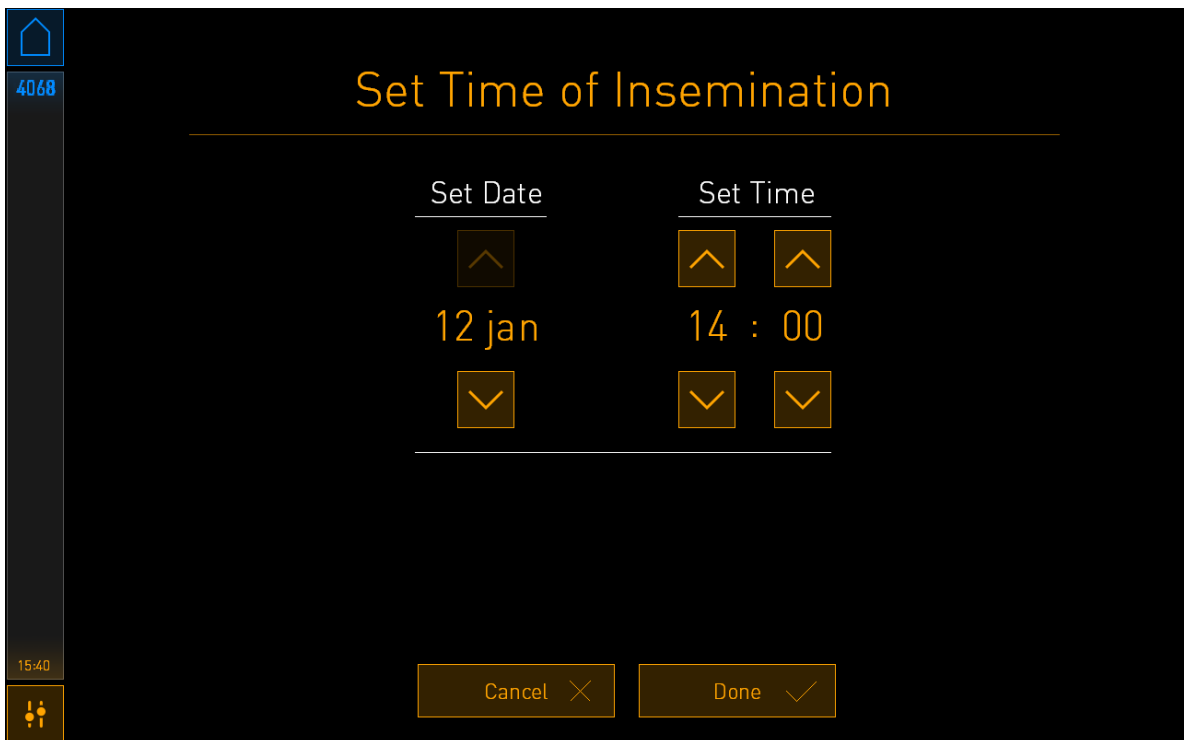 4068
Set Time of Insemination
Set Date
Set Time
12 jan
14 : 00
15:40
Cancel
Done